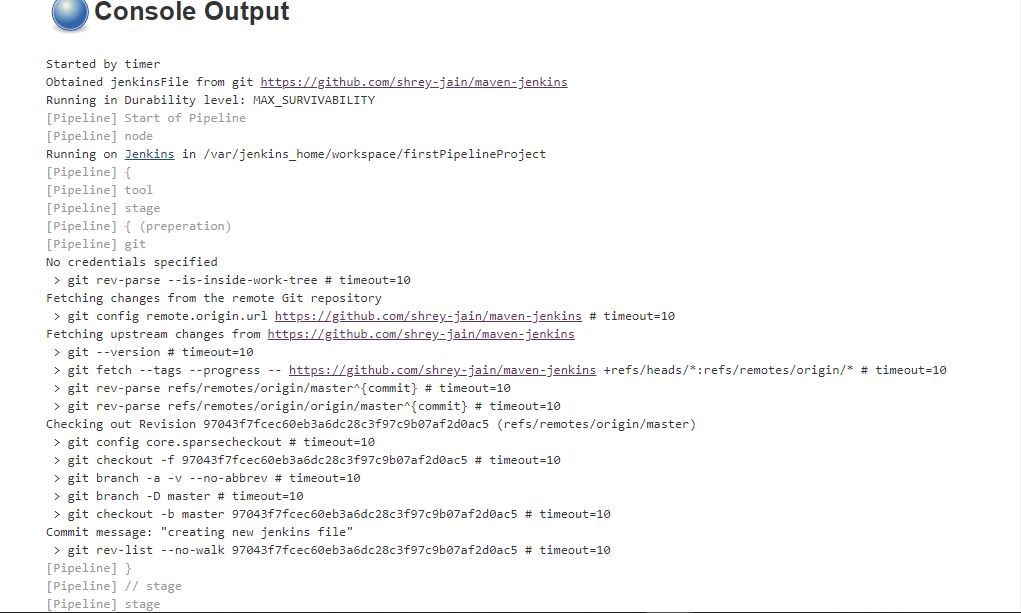 Console Output
Started by timer
Obtained jenkinsFile from git https://github.com/shrey-jain/maven-jenkins
Running in Durability level: MAX_SURVIVABILITY
[Pipeline] Start of Pipeline
[Pipeline] node
Running on Jenkins in /var/jenkins_home/workspace/firstPipelineProject
[Pipeline] {
[Pipeline] tool
[Pipeline] stage
[Pipeline] { (preperation)
[Pipeline] git
No credentials specified
 > git rev-parse --is-inside-work-tree # timeout=10
Fetching changes from the remote Git repository
 > git config remote.origin.url https://github.com/shrey-jain/maven-jenkins # timeout=10
Fetching upstream changes from https://github.com/shrey-jain/maven-jenkins
 > git --version # timeout=10
 > git fetch --tags --progress -- https://github.com/shrey-jain/maven-jenkins +refs/heads/*:refs/remotes/origin/* # timeout=10
 > git rev-parse refs/remotes/origin/master^{commit} # timeout=10
 > git rev-parse refs/remotes/origin/origin/master^{commit} # timeout=10
Checking out Revision 97043f7fcec60eb3a6dc28c3f97c9b07af2d0ac5 (refs/remotes/origin/master)
 > git config core.sparsecheckout # timeout=10
 > git checkout -f 97043f7fcec60eb3a6dc28c3f97c9b07af2d0ac5 # timeout=10
 > git branch -a -v --no-abbrev # timeout=10
 > git branch -D master # timeout=10
 > git checkout -b master 97043f7fcec60eb3a6dc28c3f97c9b07af2d0ac5 # timeout=10
Commit message: "creating new jenkins file"
 > git rev-list --no-walk 97043f7fcec60eb3a6dc28c3f97c9b07af2d0ac5 # timeout=10
[Pipeline] }
[Pipeline] // stage
[Pipeline] stage